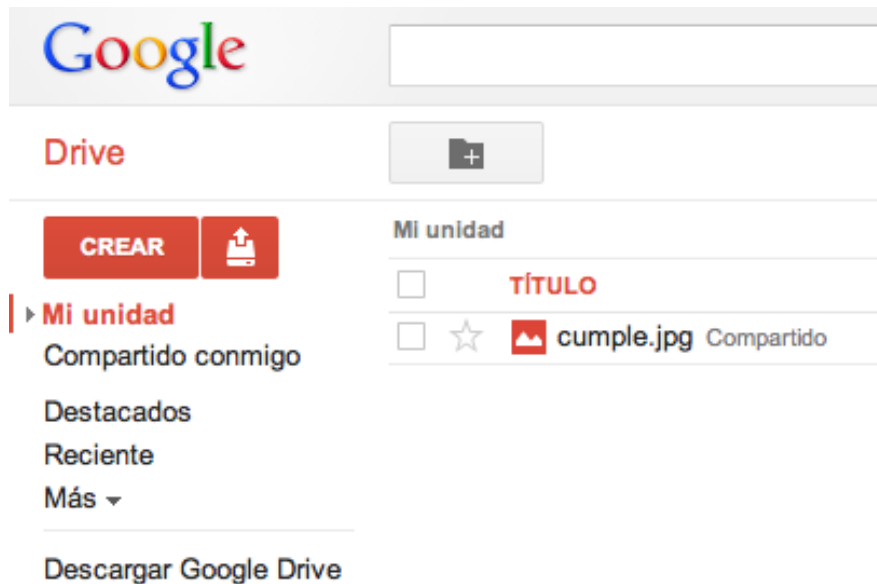 Google
Drive
CREAR
Mi unidad
Compartido conmigo
Destacados
Reciente
Más
Descargar Google Drive
Mi unidad
TÍTULO
cumple.jpg Compartido